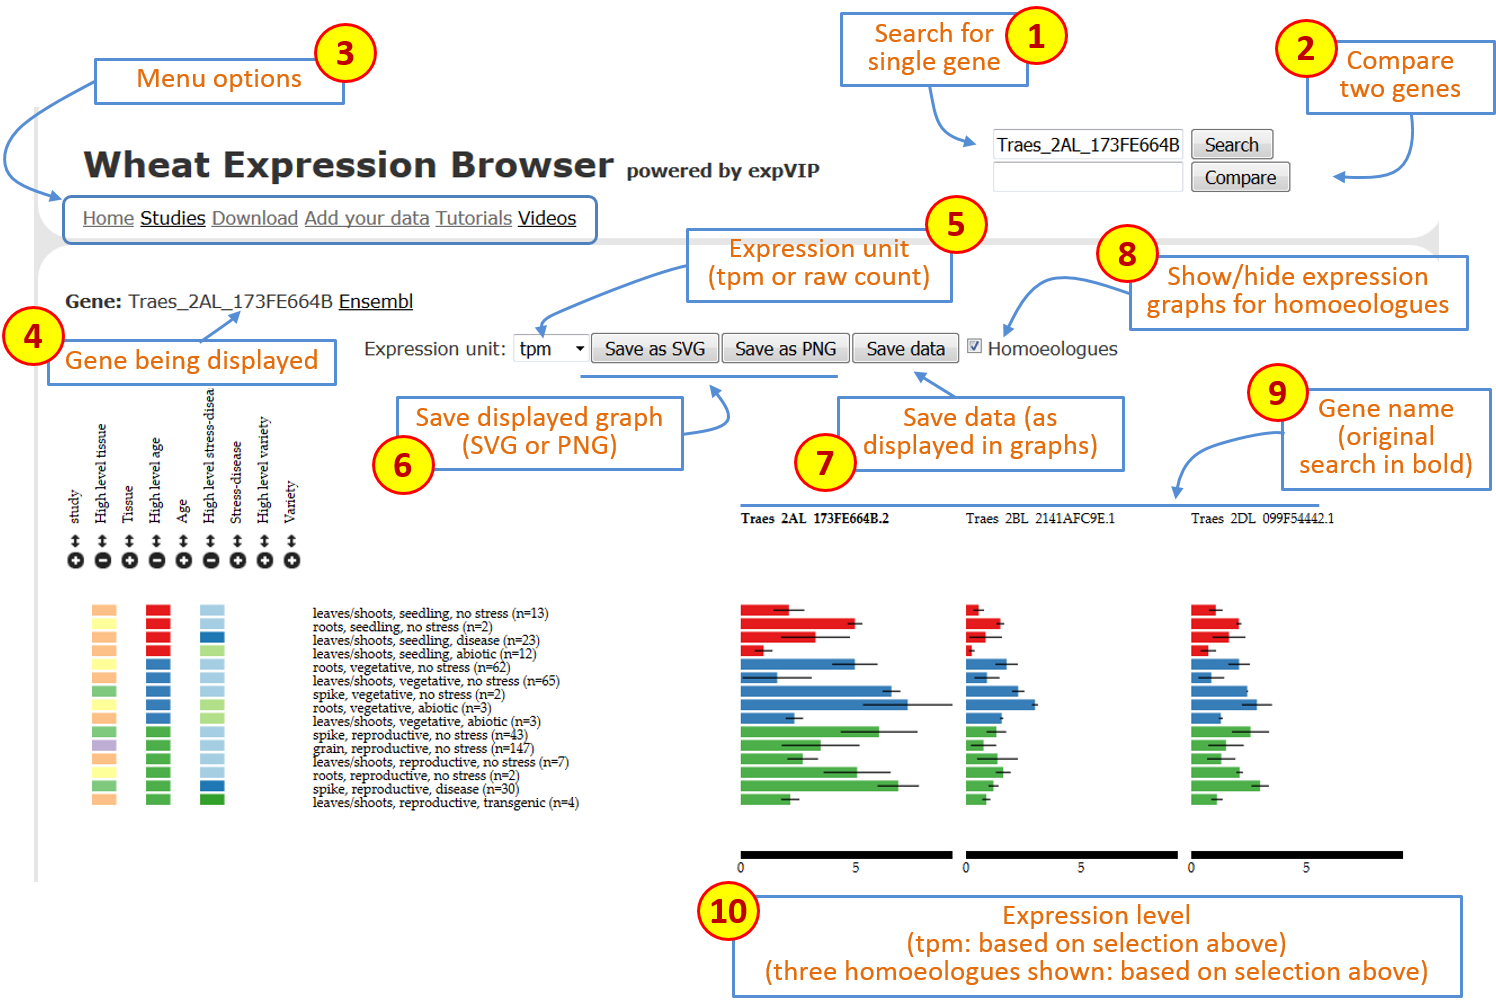 3
Menu options
Search for
single gene
1
2
Compare
two genes
Wheat Expression Browser powered by expVIP
Traes_2AL_173FE664B Search
Compare
Home Studies Download Add your data Tutorials Videos
5
Expression unit
(tpm or raw count)
8
Show/hide expression
graphs for homoeologues
Gene: Traes_2AL_173FE664B Ensembl
4
Gene being displayed
Expression unit: tpm Save as SVG Save as PNG Save data Homoeologues
6
Save displayed graph
(SVG or PNG)
7
Save data (as
displayed in graphs)
9
Gene name
(original
search in bold)
study
High level tissue
Tissue
High level age
Age
High level stress-disea
Stress-disease
High level variety
Variety
Traes 2AL 173FE664B.2
Traes 2BL 2141AFC9E.1
Traes 2DL 099F54442.1
leaves/shoots, seedling, no stress (n=13)
roots, seedling, no stress (n=2)
leaves/shoots, seedling, disease (n=23)
leaves/shoots, seedling, abiotic (n=12)
roots, vegetative, no stress (n=62)
leaves/shoots, vegetative, no stress (n=65)
spike, vegetative, no stress (n=2)
roots, vegetative, abiotic (n=3)
leaves/shoots, vegetative, abiotic (n=3)
spike, reproductive, no stress (n=43)
grain, reproductive, no stress (n=147)
leaves/shoots, reproductive, no stress (n=7)
roots, reproductive, no stress (n=2)
spike, reproductive, disease (n=30)
leaves/shoots, reproductive, transgenic (n=4)
0 5 0 5 0 5
10
Expression level
(tpm: based on selection above)
(three homoeologues shown: based on selection above)